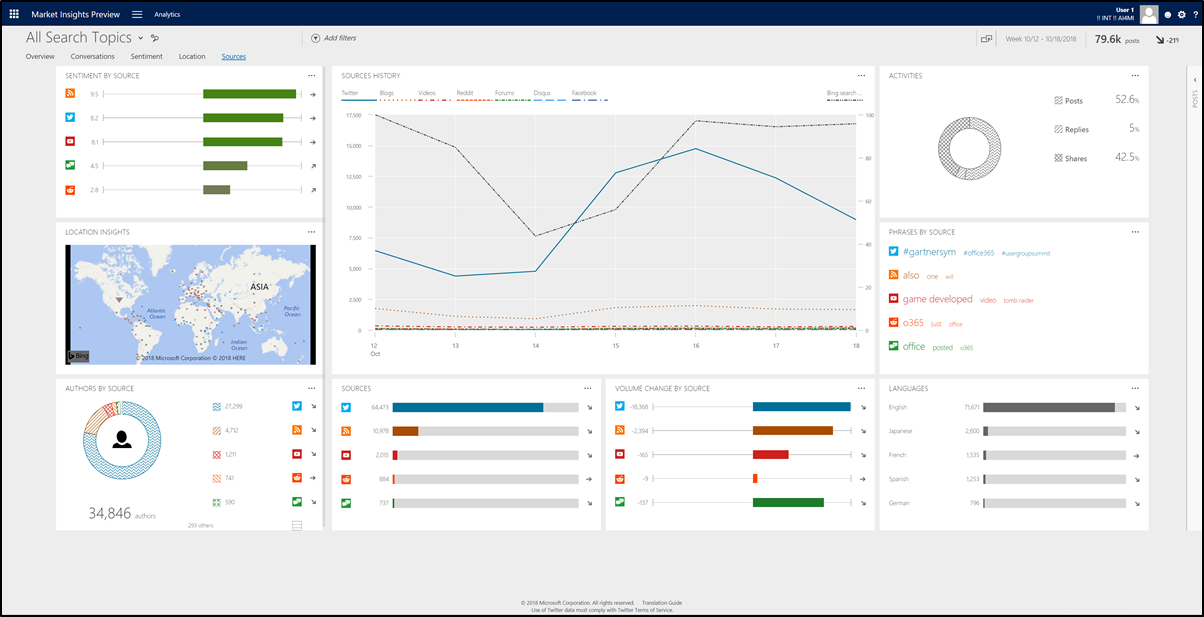 Market Insights Preview
Analytics
User 1
!! INT !! AI4MI
?
All Search Topics
Add filters
Week 10/12 - 10/18/2018
79.6k posts
Overview
Conversations
Sentiment
Location
Sources
SENTIMENT BY SOURCE
9.5
8.2
8.1
4.5
2.8
SOURCES HISTORY
Twitter
Blogs
Videos
Reddit
Forums
Disqus
Facebook
Bing search ...
17,500
15,000
12,500
10,000
7,500
5,000
2,500
0
100
80
60
40
20
0
12
Oct
13
14
15
16
17
18
ACTIVITIES
Posts
52.6%
Replies
5%
Shares
42.5%
POSTS
LOCATION INSIGHTS
ASIA
Atlantic
Ocean
Pacific
Ocean
Indian
Ocean
Bing
© 2018 Microsoft Corporation © 2018 HERE
PHRASES BY SOURCE
#gartnersym #office365 #usergroupsummit
also one wit
game developed video tomb raider
o365 just office
office posted o365
AUTHORS BY SOURCE
27,299
4,712
1,211
741
590
34,846 authors
293 others
SOURCES
64,473
10,978
2,015
884
737
VOLUME CHANGE BY SOURCE
-18,368
-2,394
-165
-9
-137
LANGUAGES
English
71,671
Japanese
2,600
French
1,535
Spanish
1,253
German
796
© 2018 Microsoft Corporation. All rights reserved. Translation Guide
Use of Twitter data must comply with Twitter Terms of Service.